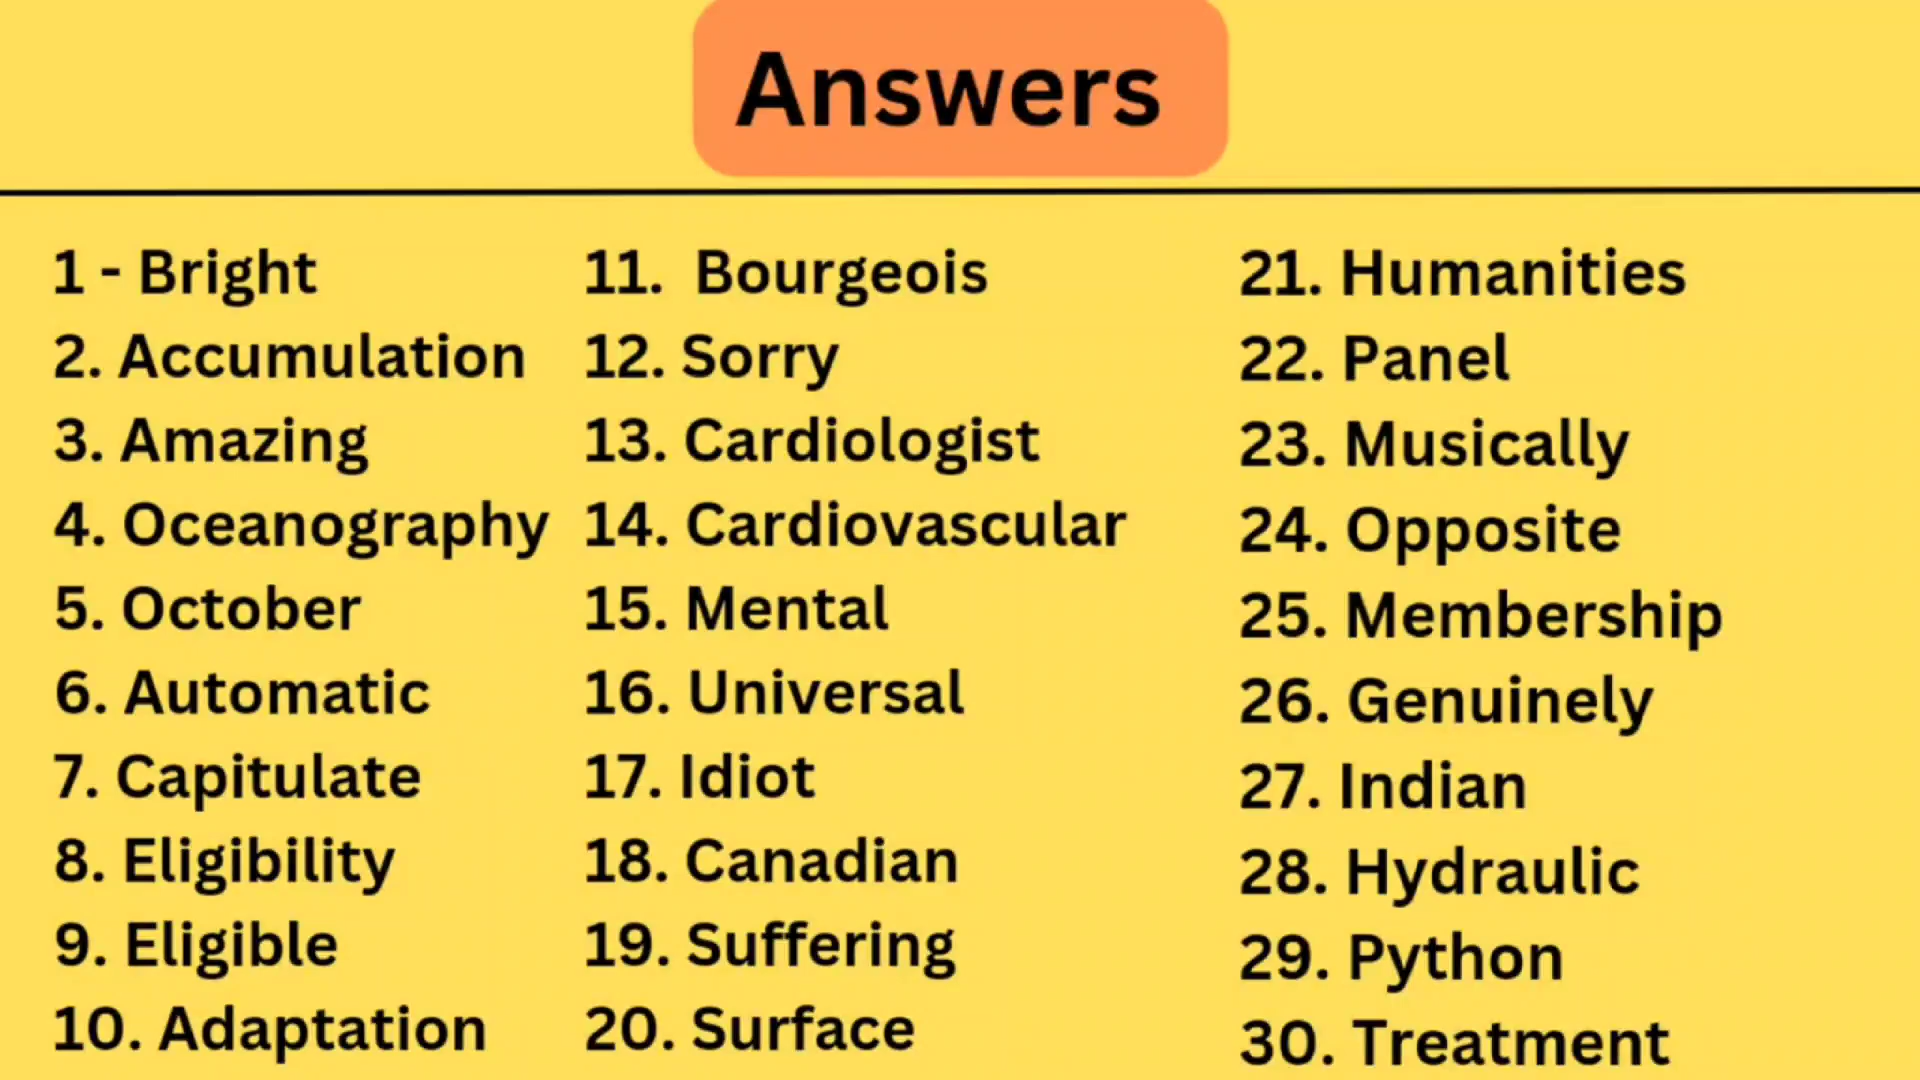 Answers
1 - Bright
2. Accumulation
3. Amazing
4. Oceanography
5. October
6. Automatic
7. Capitulate
8. Eligibility
9. Eligible
10. Adaptation
11. Bourgeois
12. Sorry
13. Cardiologist
14. Cardiovascular
15. Mental
16. Universal
17. Idiot
18. Canadian
19. Suffering
20. Surface
21. Humanities
22. Panel
23. Musically
24. Opposite
25. Membership
26. Genuinely
27. Indian
28. Hydraulic
29. Python
30. Treatment